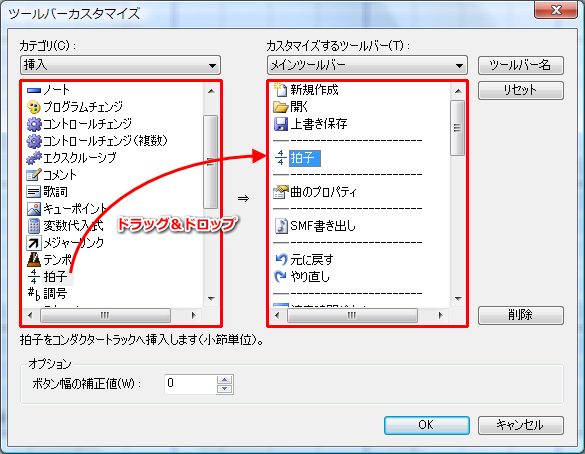 ツールバーカスタマイズ
カテゴリ(C):
カスタマイズするツールバー(T):
挿入
メインツールバー
ツールバー名
リセット
ノート
プログラムチェンジ
コントロールチェンジ
コントロールチェンジ(複数)
エクスクルーシブ
コメント
歌詞
キューポイント
変数代入式
メジャーリンク
テンポ
拍子
調号
⇒
ドラッグ&ドロップ
新規作成
開く
上書き保存
拍子
曲のプロパティ
SMF書き出し
元に戻す
やり直し
削除
拍子をコンダクタートラックへ挿入します(小節単位)。
オプション
ボタン幅の補正値(W):
0
OK
キャンセル